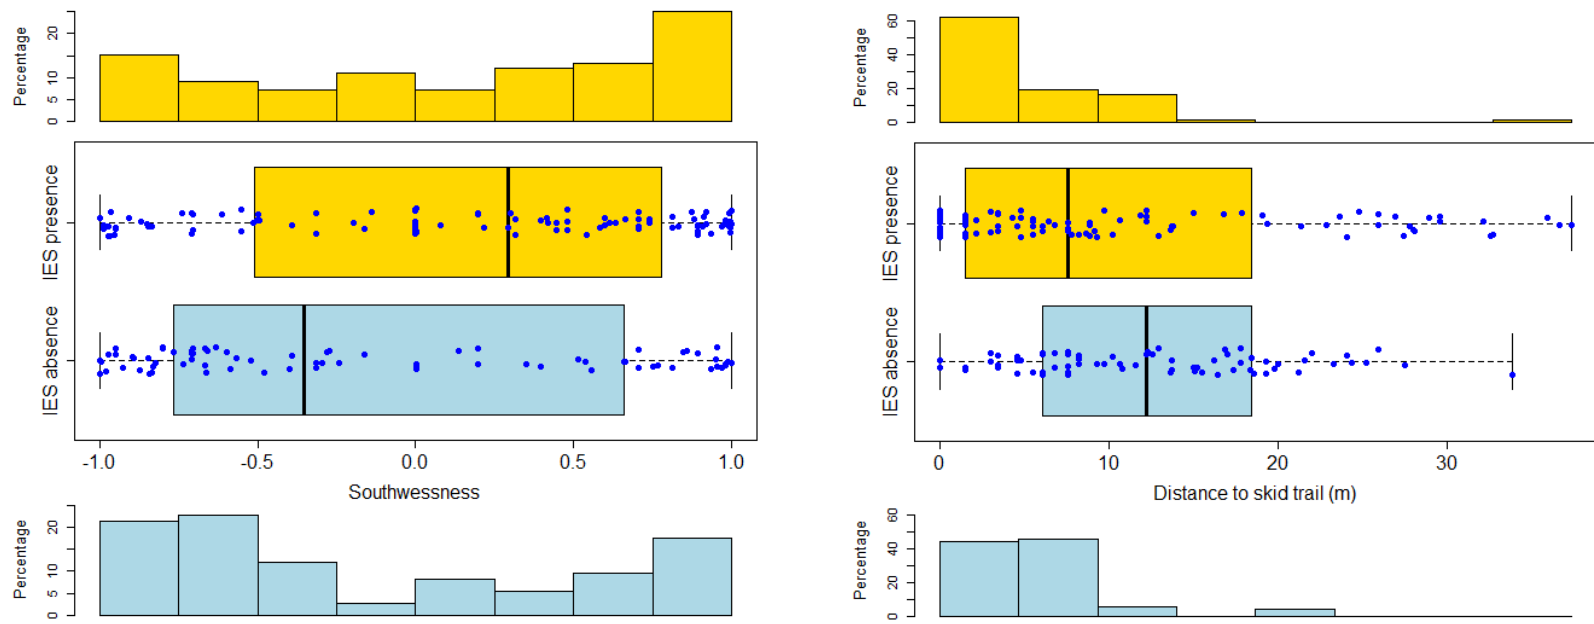 Percentage
0 5 10 20
IES presence
IES absence
-1.0 -0.5 0.0 0.5 1.0
Southwessness
Percentage
0 5 10 20
Percentage
0 20 40 60
IES presence
IES absence
0 10 20 30
Distance to skid trail (m)
Percentage
0 20 40 60